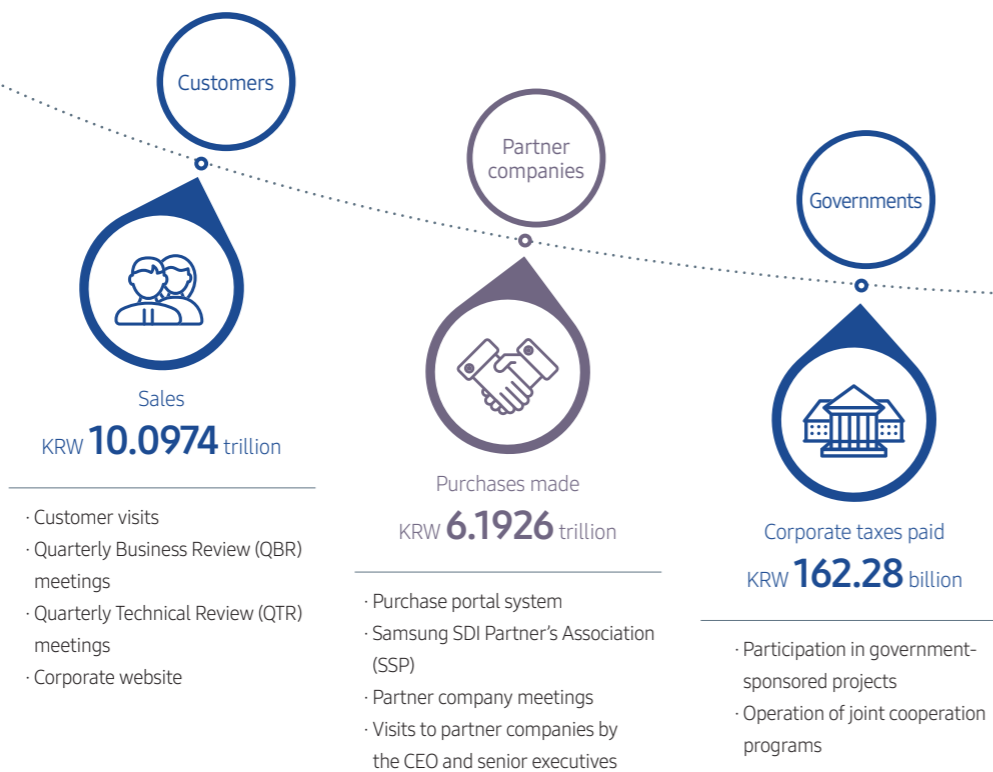 Customers
Sales
KRW 10.0974 trillion
· Customer visits
· Quarterly Business Review (QBR)
meetings
· Quarterly Technical Review (QTR)
meetings
· Corporate website
Partner
companies
Purchases made
KRW 6.1926 trillion
· Purchase portal system
· Samsung SDI Partner's Association
(SSP)
· Partner company meetings
· Visits to partner companies by
the CEO and senior executives
Governments
Corporate taxes paid
KRW 162.28 billion
· Participation in government-
sponsored projects
· Operation of joint cooperation
programs